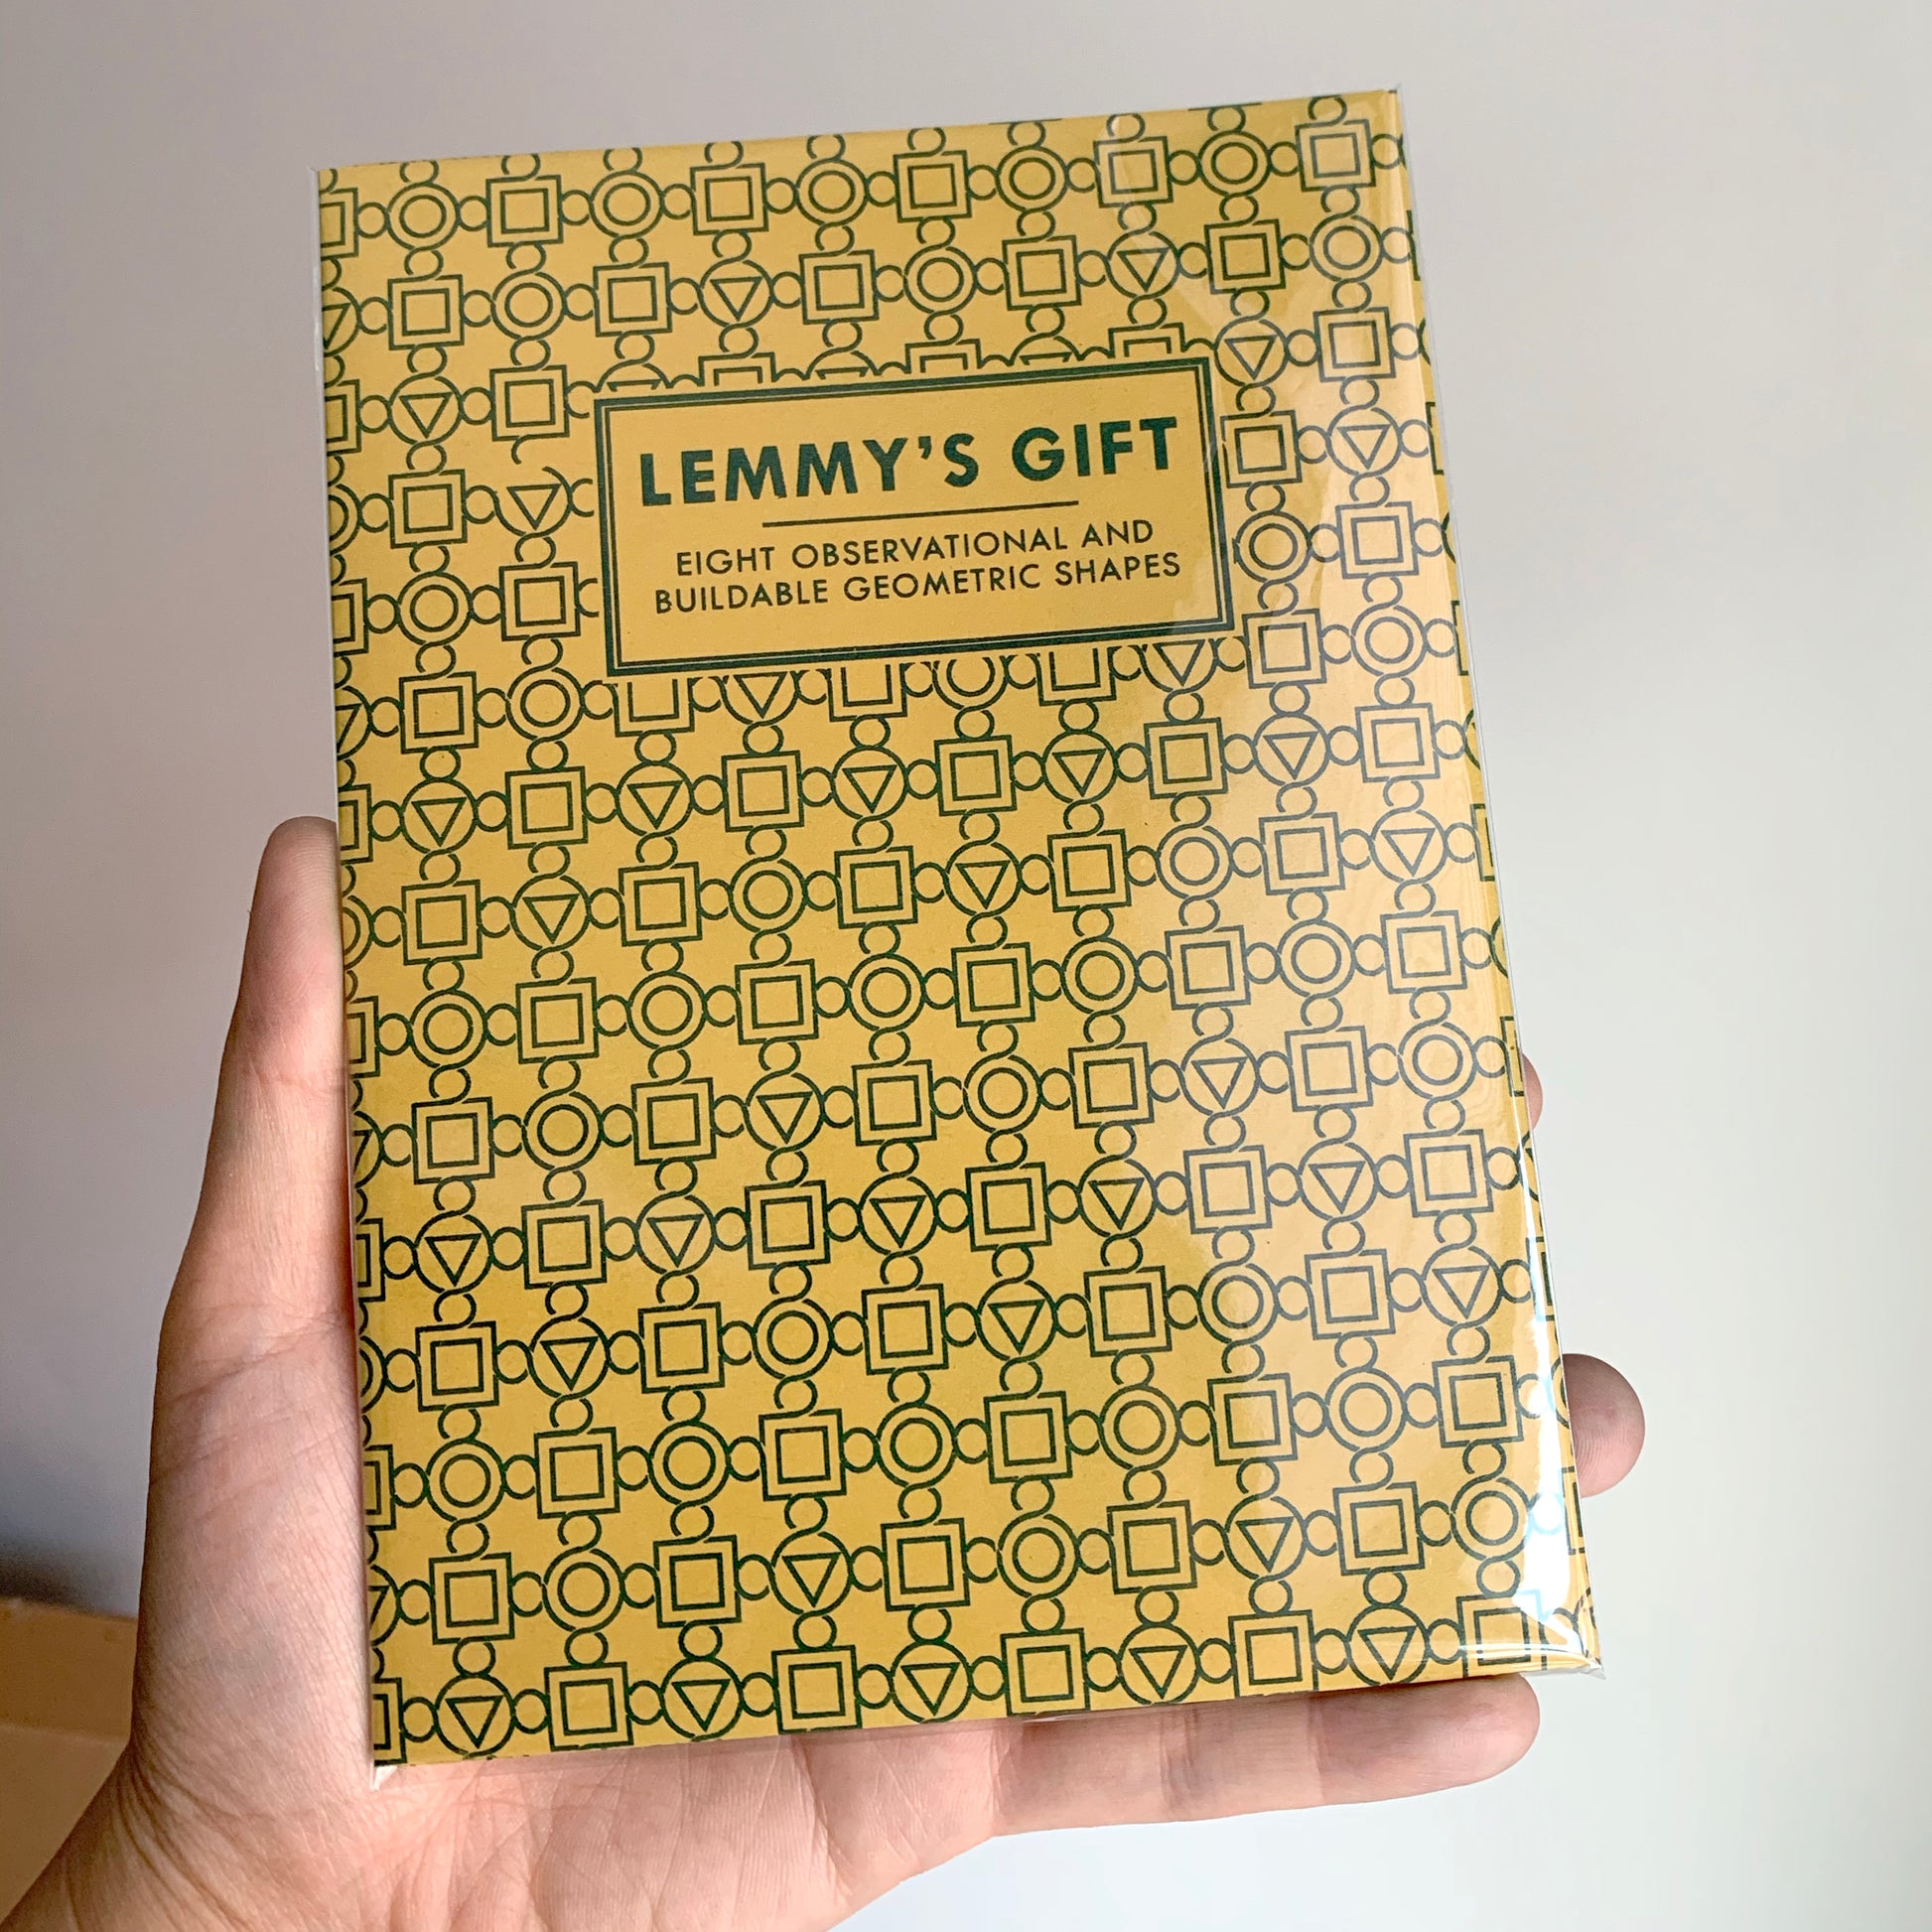 LEMMY'S GIFT
EIGHT OBSERVATIONAL AND
BUILDABLE GEOMETRIC SHAPES